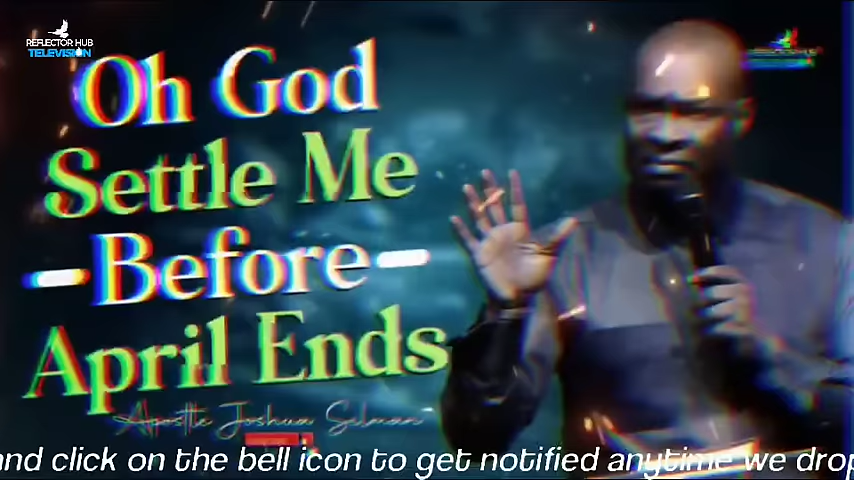 REFLECTOR HUB
TELEVISION
Oh God
Settle Me
-Before-
April Ends
Apostle Joshua Selman
and click on the bell icon to get notified anytime we drop